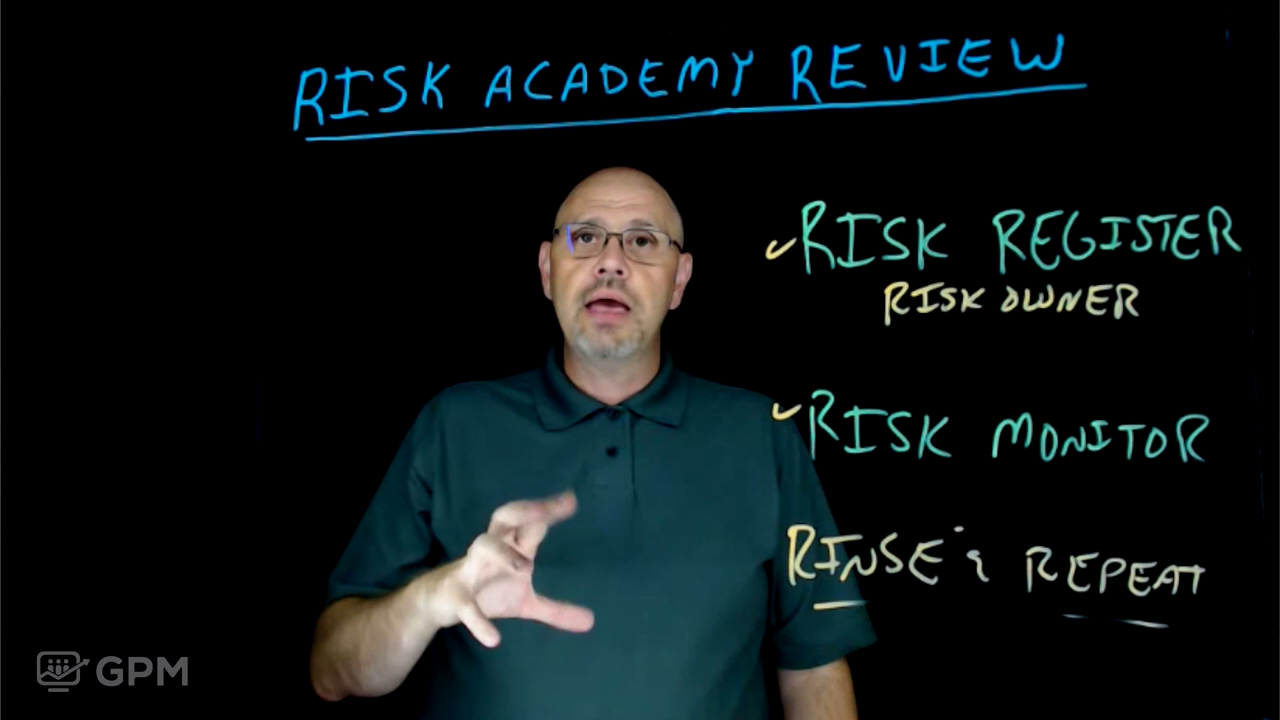 RISK ACADEMY REVIEW
RISK REGISTER
RISK OWNER
RISK MONITOR
RINSE & REPEAT
GPM